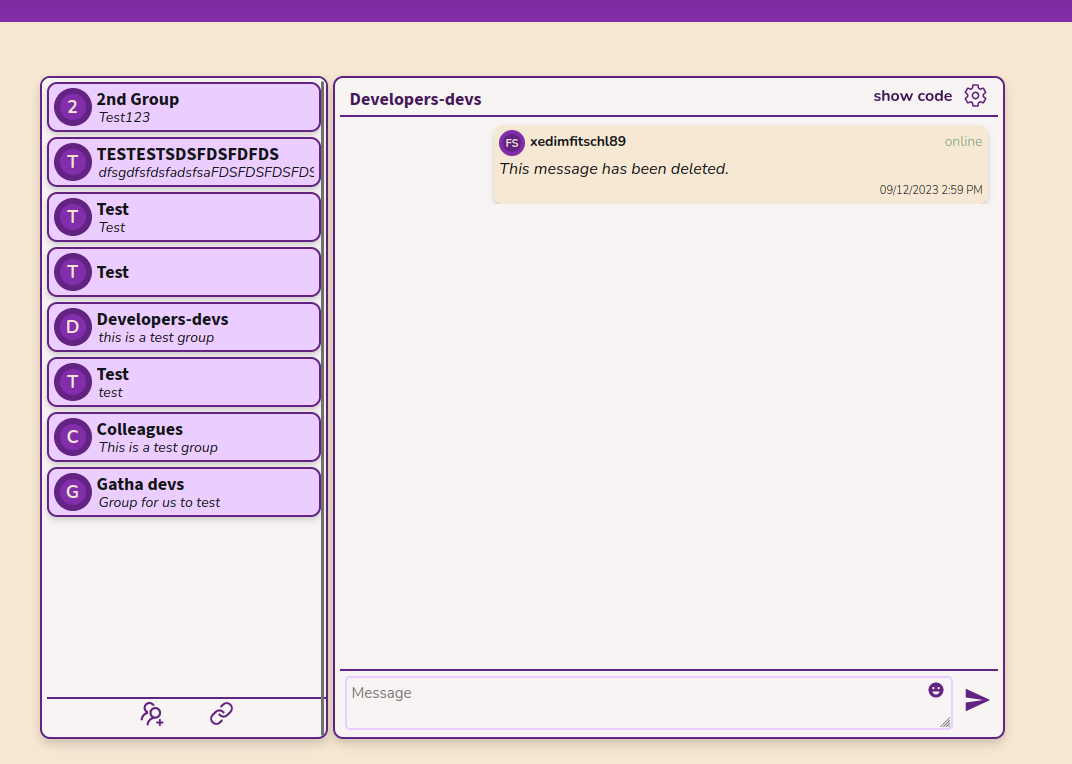 2
2nd Group
Test123
T
TESTESTSDSFDSFDFDS
dfsgdfsfdsfadsfsaFDSFDSFDSFDS
T
Test
Test
T
Test
D
Developers-devs
this is a test group
T
Test
test
C
Colleagues
This is a test group
G
Gatha devs
Group for us to test
Developers-devs
show code
FS
xedimfitschl89
online
This message has been deleted.
09/12/2023 2:59 PM
Message